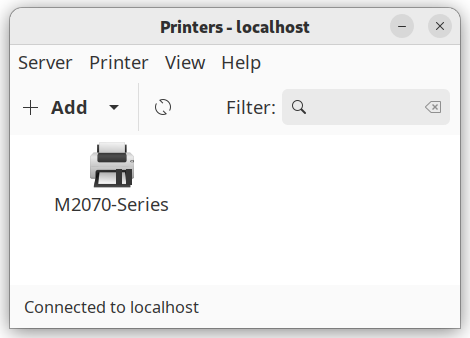 Printers - localhost
Server Printer View Help
Add Filter:
M2070-Series
Connected to localhost